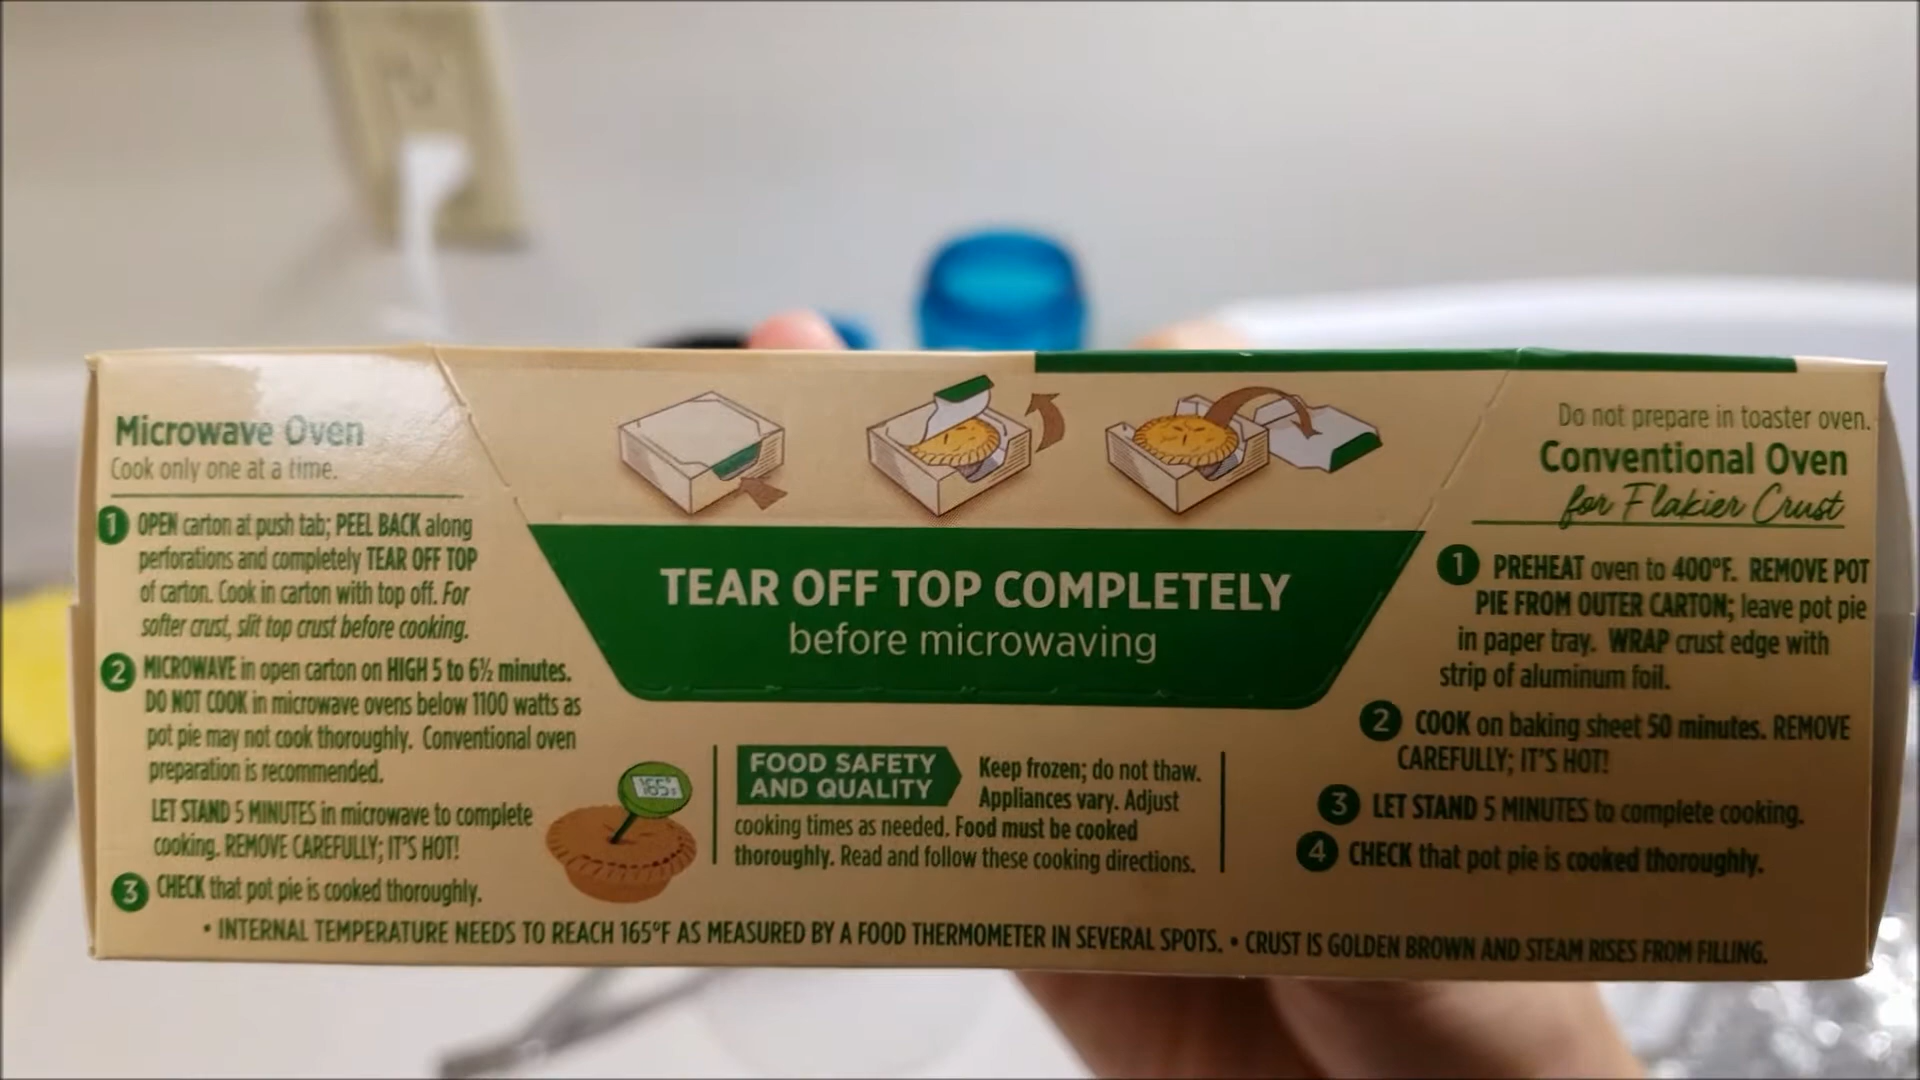 Microwave Oven
Cook only one at a time.
1 OPEN carton at push tab; PEEL BACK along
perforations and completely TEAR OFF TOP
of carton. Cook in carton with top off. For
softer crust, slit top crust before cooking.
2 MICROWAVE in open carton on HIGH 5 to 6½ minutes.
DO NOT COOK in microwave ovens below 1100 watts as
pot pie may not cook thoroughly. Conventional oven
preparation is recommended.
LET STAND 5 MINUTES in microwave to complete
cooking. REMOVE CAREFULLY; IT'S HOT!
3 CHECK that pot pie is cooked thoroughly.
165°F
TEAR OFF TOP COMPLETELY
before microwaving
FOOD SAFETY
AND QUALITY
Keep frozen; do not thaw.
Appliances vary. Adjust
cooking times as needed. Food must be cooked
thoroughly. Read and follow these cooking directions.
Do not prepare in toaster oven.
Conventional Oven
for Flakier Crust
1 PREHEAT oven to 400°F. REMOVE POT
PIE FROM OUTER CARTON; leave pot pie
in paper tray. WRAP crust edge with
strip of aluminum foil.
2 COOK on baking sheet 50 minutes. REMOVE
CAREFULLY; IT'S HOT!
3 LET STAND 5 MINUTES to complete cooking.
4 CHECK that pot pie is cooked thoroughly.
• INTERNAL TEMPERATURE NEEDS TO REACH 165°F AS MEASURED BY A FOOD THERMOMETER IN SEVERAL SPOTS. • CRUST IS GOLDEN BROWN AND STEAM RISES FROM FILLING.